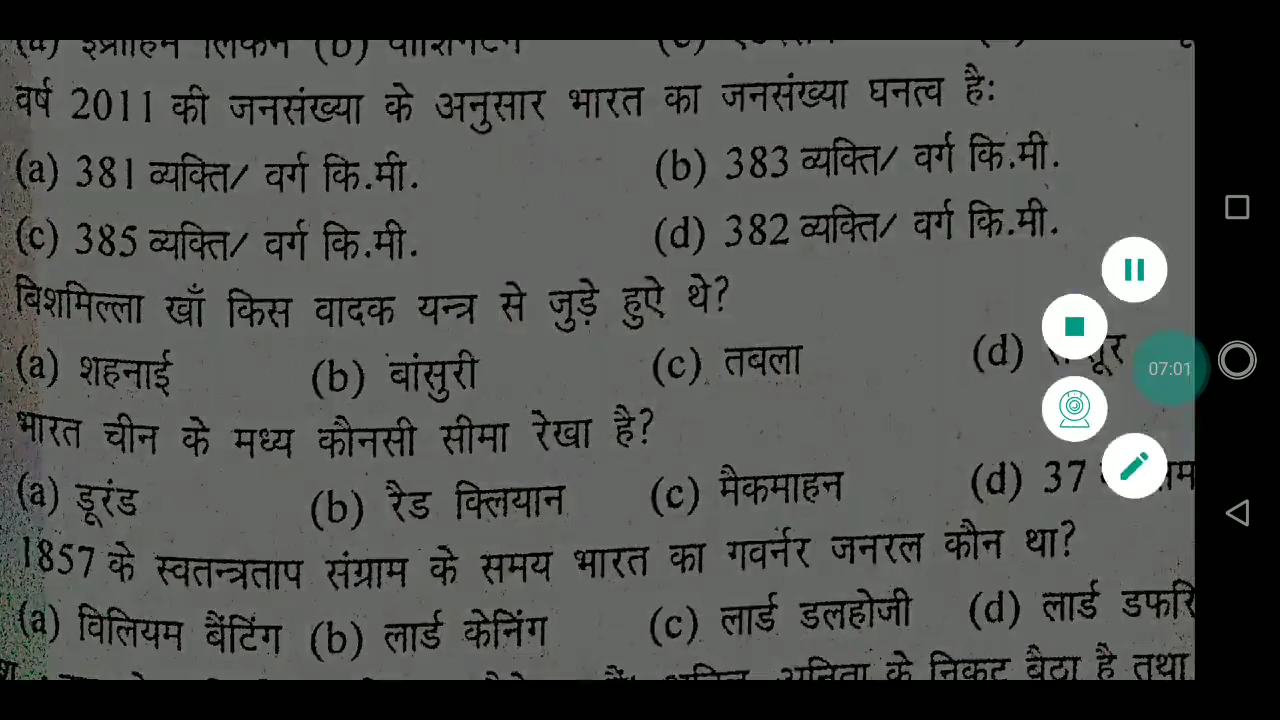 वर्ष 2011 की जनसंख्या के अनुसार भारत का जनसंख्या घनत्व है:
(a) 381 व्यक्ति/ वर्ग कि.मी. (b) 383 व्यक्ति/ वर्ग कि.मी.
(c) 385 व्यक्ति/ वर्ग कि.मी. (d) 382 व्यक्ति/ वर्ग कि.मी.
बिशमिल्ला खाँ किस वादक यन्त्र से जुड़े हुऐ थे?
(a) शहनाई (b) बांसुरी (c) तबला (d)
07:01
भारत चीन के मध्य कौनसी सीमा रेखा है?
(a) डूरंड (b) रैड क्लियान (c) मैकमाहन (d) 37
1857 के स्वतन्त्रताप संग्राम के समय भारत का गवर्नर जनरल कौन था?
(a) विलियम बैंटिंग (b) लार्ड केनिंग (c) लार्ड डलहोजी (d) लार्ड
के निकट बैठा है तथा